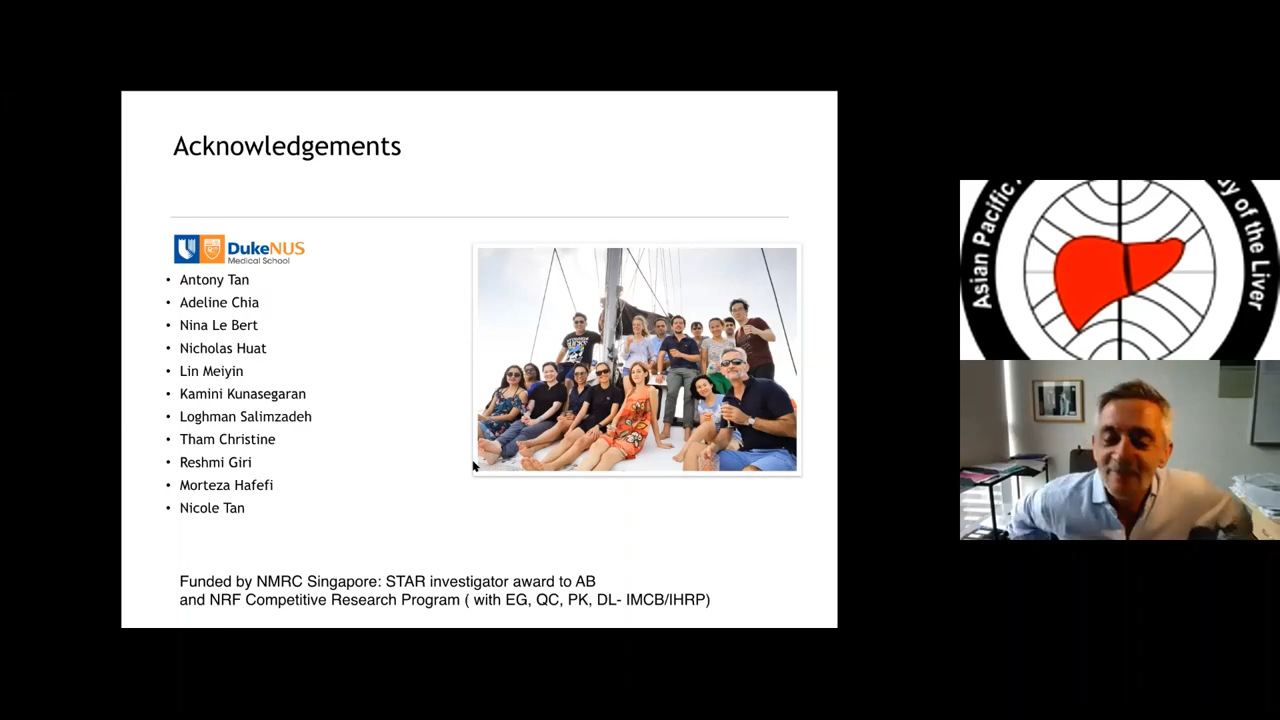 Acknowledgements
DukeNUS
Medical School
• Antony Tan
• Adeline Chia
• Nina Le Bert
• Nicholas Huat
• Lin Meiyin
• Kamini Kunasegaran
• Loghman Salimzadeh
• Tham Christine
• Reshmi Giri
• Morteza Hafefi
• Nicole Tan
Funded by NMRC Singapore: STAR investigator award to AB
and NRF Competitive Research Program ( with EG, QC, PK, DL- IMCB/IHRP)
Asian Pacific
of the Liver